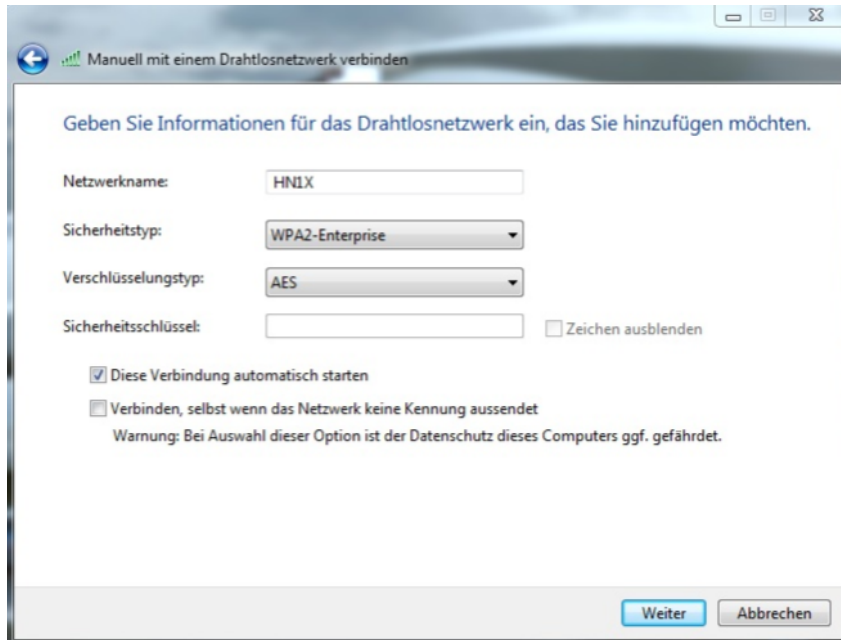 Manuell mit einem Drahtlosnetzwerk verbinden
Geben Sie Informationen für das Drahtlosnetzwerk ein, das Sie hinzufügen möchten.
Netzwerkname: HN1X
Sicherheitstyp: WPA2-Enterprise
Verschlüsselungstyp: AES
Sicherheitsschlüssel: Zeichen ausblenden
Diese Verbindung automatisch starten
Verbinden, selbst wenn das Netzwerk keine Kennung aussendet
Warnung: Bei Auswahl dieser Option ist der Datenschutz dieses Computers ggf. gefährdet.
Weiter Abbrechen